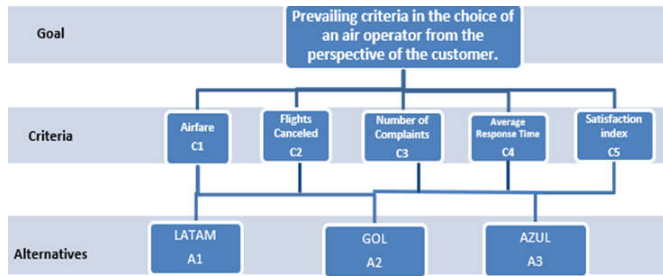 Goal
Prevailing criteria in the choice of
an air operator from the
perspective of the customer.
Criteria
Airfare
C1
Flights
Canceled
C2
Number of
Complaints
C3
Average
Response Time
C4
Satisfaction
index
C5
Alternatives
LATAM
A1
GOL
A2
AZUL
A3